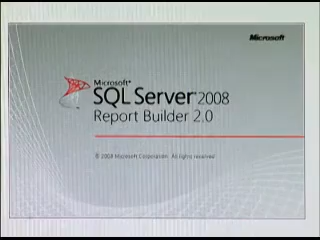 Microsoft
Microsoft®
SQL Server®2008
Report Builder 2.0
© 2008 Microsoft Corporation. All rights reserved.